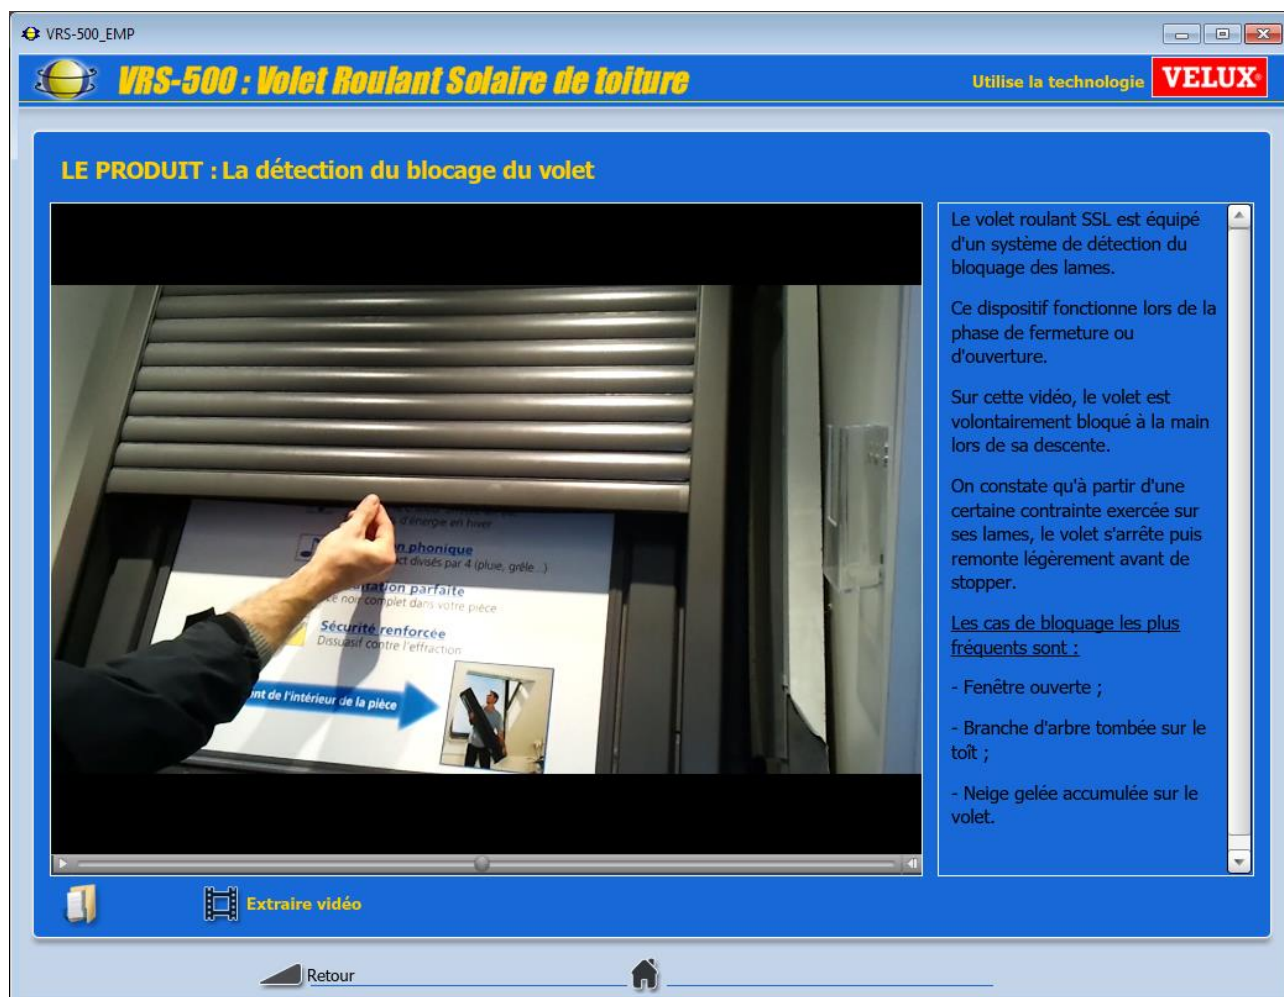 VRS-500_EMP
VRS-500 : Volet Roulant Solaire de toiture
Utilise la technologie
VELUX
LE PRODUIT : La détection du blocage du volet
d'énergie en hiver
phonique
divisés par 4 (pluie, grêle...)
parfaite
noir complet dans votre pièce
Sécurité renforcée
Dissuasif contre l'effraction
de l'intérieur de la pièce
Le volet roulant SSL est équipé
d'un système de détection du
bloquage des lames.
Ce dispositif fonctionne lors de la
phase de fermeture ou
d'ouverture.
Sur cette vidéo, le volet est
volontairement bloqué à la main
lors de sa descente.
On constate qu'à partir d'une
certaine contrainte exercée sur
ses lames, le volet s'arrête puis
remonte légèrement avant de
stopper.
Les cas de bloquage les plus
fréquents sont :
- Fenêtre ouverte ;
- Branche d'arbre tombée sur le
toît ;
- Neige gelée accumulée sur le
volet.
Extraire vidéo
Retour